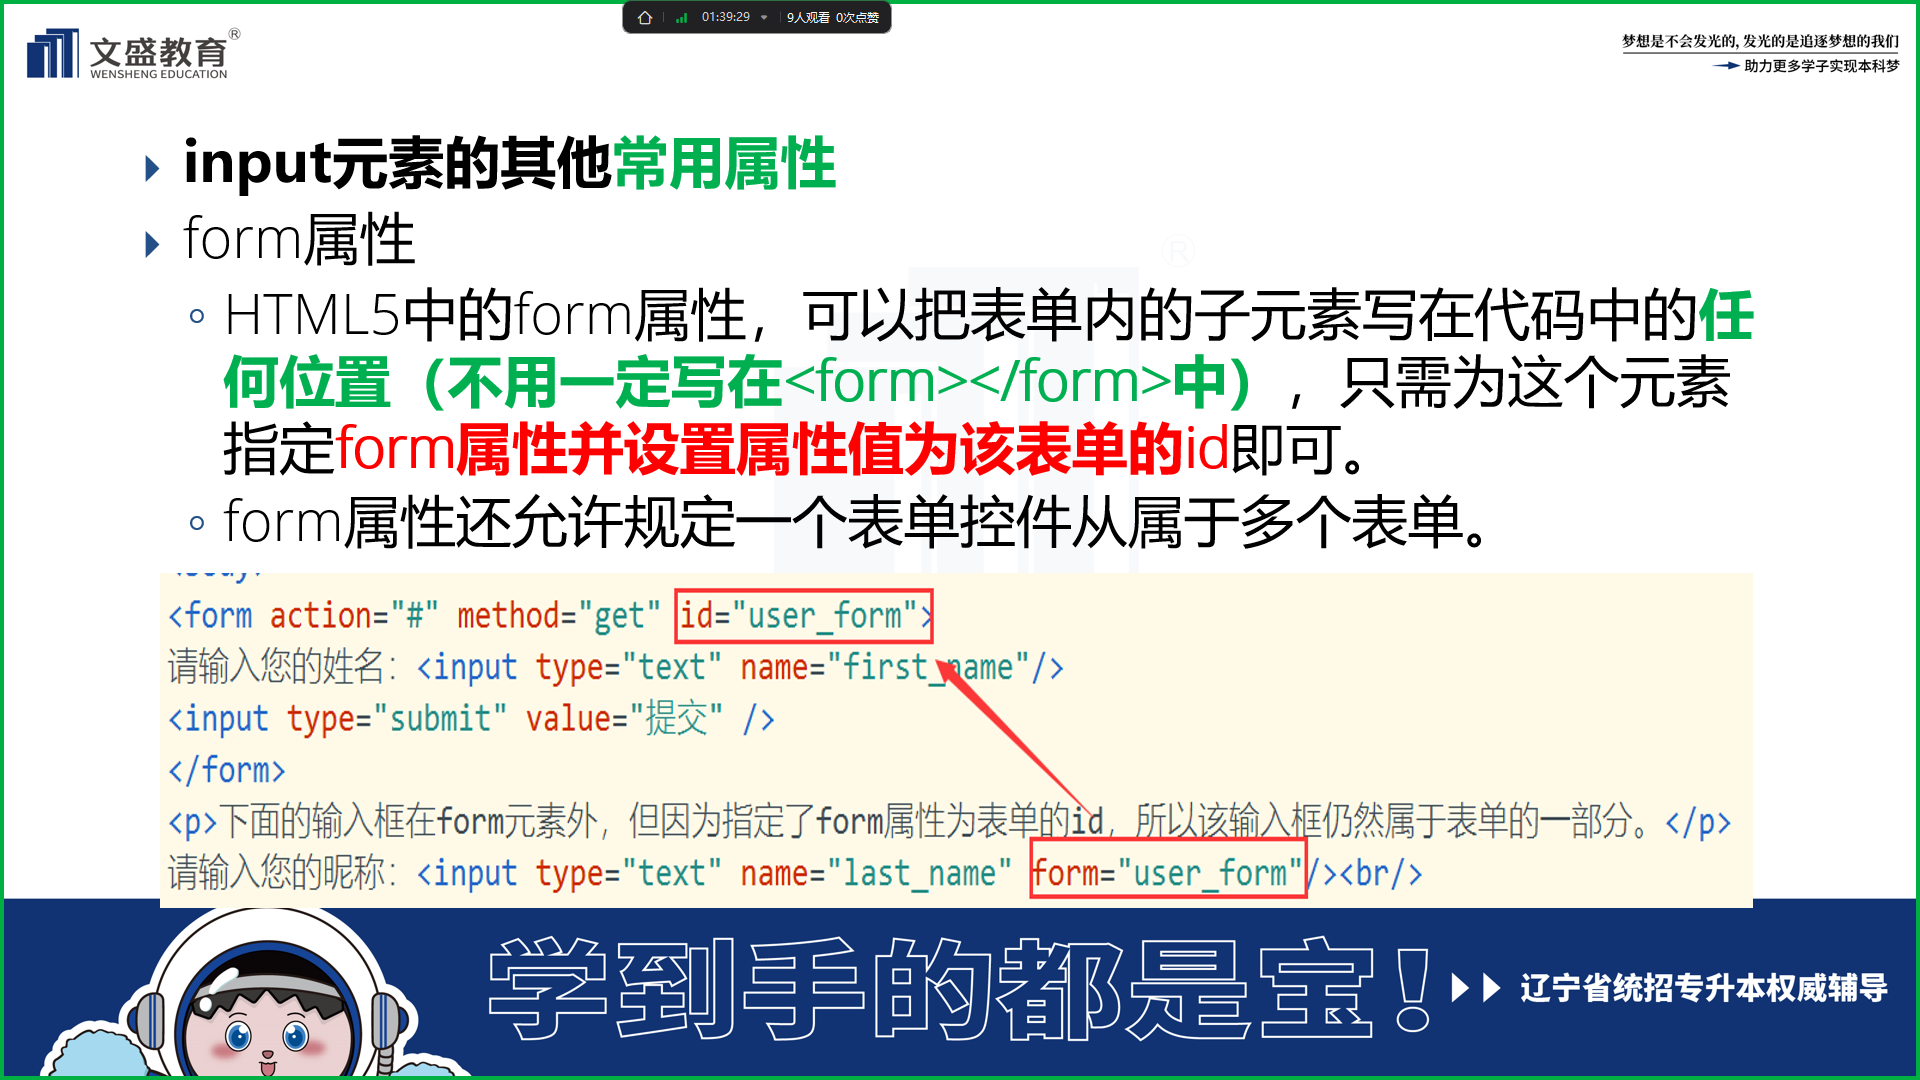 01:39:29 9人观看 0次点赞
文盛教育®
WENSHENG EDUCATION
梦想是不会发光的, 发光的是追逐梦想的我们
助力更多学子实现本科梦
input元素的其他常用属性
form属性
HTML5中的form属性，可以把表单内的子元素写在代码中的任
何位置（不用一定写在<form></form>中），只需为这个元素
指定form属性并设置属性值为该表单的id即可。
form属性还允许规定一个表单控件从属于多个表单。
<body>
<form action="#" method="get" id="user_form">
请输入您的姓名：<input type="text" name="first_name"/>
<input type="submit" value="提交" />
</form>
<p>下面的输入框在form元素外，但因为指定了form属性为表单的id，所以该输入框仍然属于表单的一部分。</p>
请输入您的昵称：<input type="text" name="last_name" form="user_form"/><br/>
学到手的都是宝！
辽宁省统招专升本权威辅导